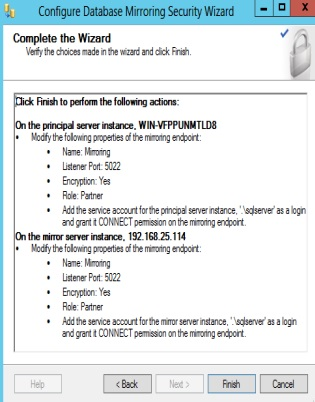 Configure Database Mirroring Security Wizard
Complete the Wizard
Verify the choices made in the wizard and click Finish.
Click Finish to perform the following actions:
On the principal server instance, WIN-VFPPUNMTLD8
• Modify the following properties of the mirroring endpoint:
• Name: Mirroring
• Listener Port: 5022
• Encryption: Yes
• Role: Partner
• Add the service account for the principal server instance, '.\sqlserver' as a login
and grant it CONNECT permission on the mirroring endpoint.
On the mirror server instance, 192.168.25.114
• Modify the following properties of the mirroring endpoint:
• Name: Mirroring
• Listener Port: 5022
• Encryption: Yes
• Role: Partner
• Add the service account for the mirror server instance, '.\sqlserver' as a login
and grant it CONNECT permission on the mirroring endpoint.
Help
< Back
Next >
Finish
Cancel